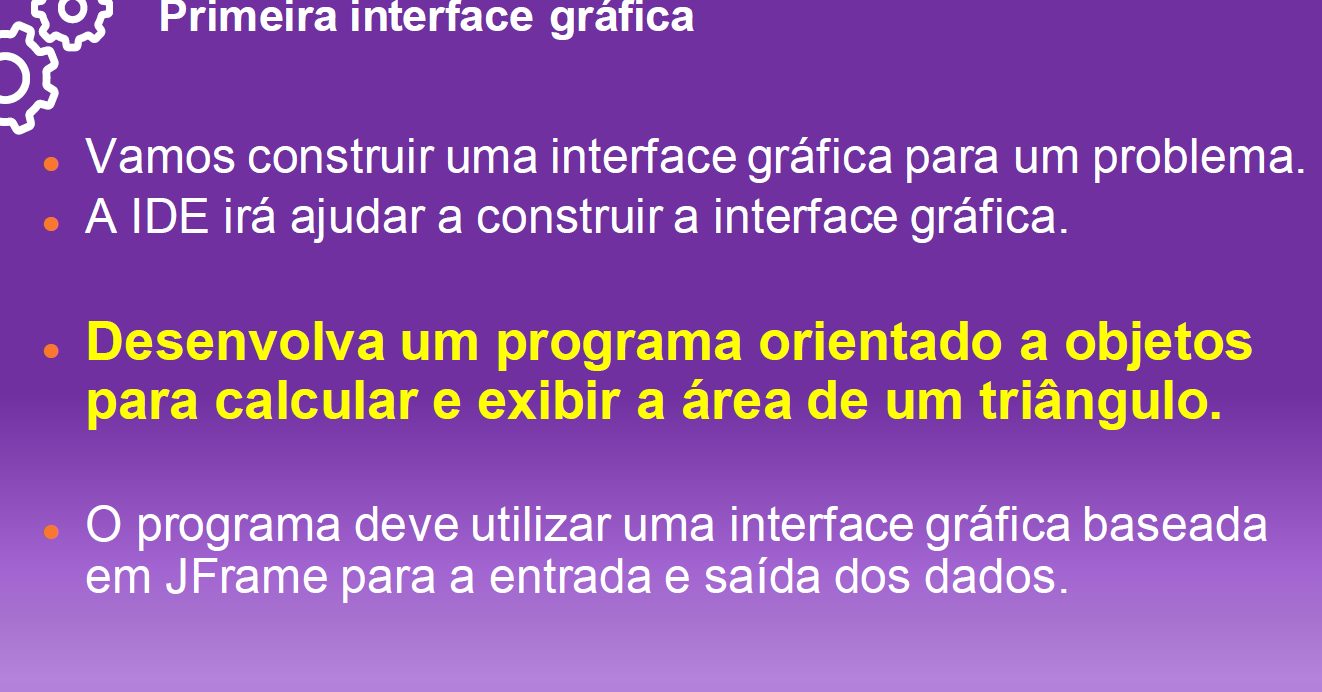 Primeira interface gráfica
Vamos construir uma interface gráfica para um problema.
A IDE irá ajudar a construir a interface gráfica.
Desenvolva um programa orientado a objetos
para calcular e exibir a área de um triângulo.
O programa deve utilizar uma interface gráfica baseada
em JFrame para a entrada e saída dos dados.